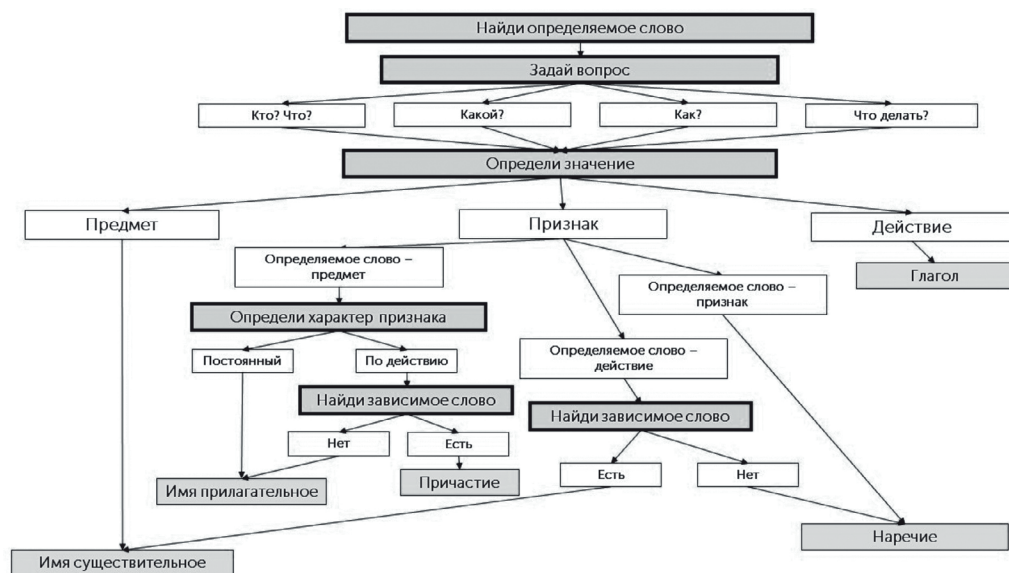 Найди определяемое слово
Задай вопрос
Кто? Что?
Какой?
Как?
Что делать?
Определи значение
Предмет
Признак
Действие
Определяемое слово –
предмет
Определяемое слово –
признак
Глагол
Определи характер признака
Постоянный
По действию
Определяемое слово –
действие
Найди зависимое слово
Найди зависимое слово
Нет
Есть
Есть
Нет
Имя прилагательное
Причастие
Наречие
Имя существительное